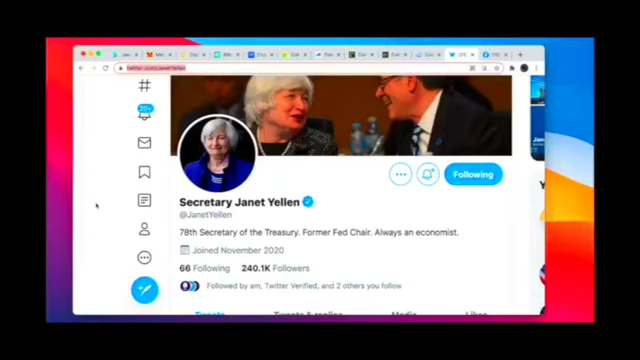 twitter.com/JanetYellen
20+
Following
Secretary Janet Yellen
@JanetYellen
78th Secretary of the Treasury. Former Fed Chair. Always an economist.
Joined November 2020
66 Following 240.1K Followers
Followed by am, Twitter Verified, and 2 others you follow
Tweets Tweets & replies Media Likes